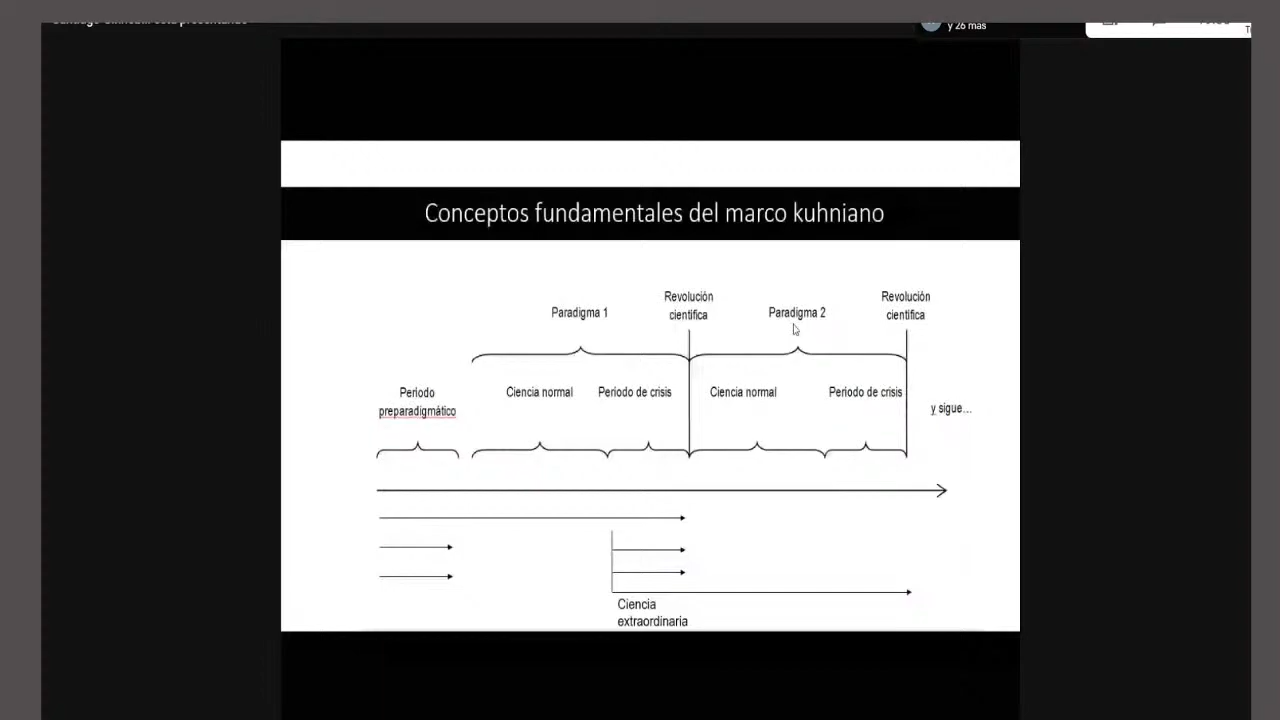 y 26 más
Conceptos fundamentales del marco kuhniano
Revolución
científica
Revolución
científica
Paradigma 1
Paradigma 2
Periodo
preparadigmático
Ciencia normal
Periodo de crisis
Ciencia normal
Periodo de crisis
y sigue...
Ciencia
extraordinaria